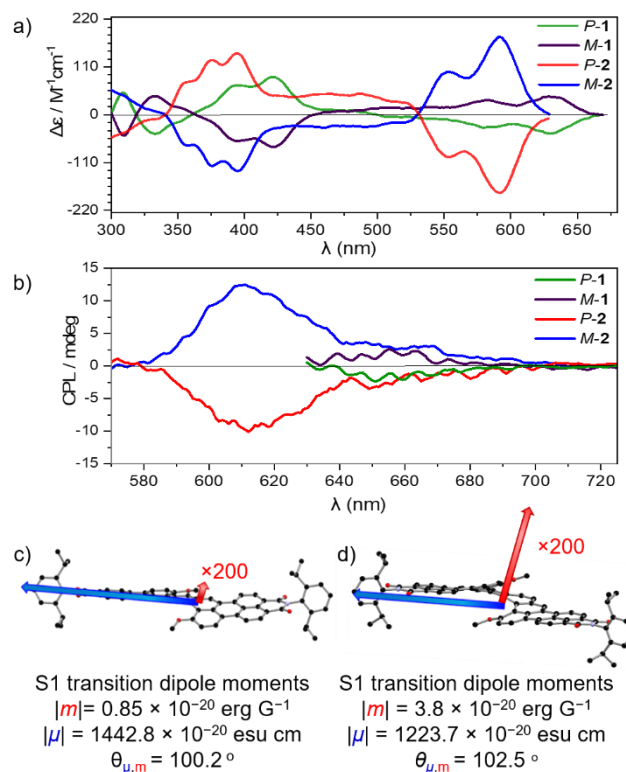 a)
Δε / M⁻¹cm⁻¹
220
110
0
-110
-220
P-1
M-1
P-2
M-2
300 350 400 450 500 550 600 650
λ (nm)
b)
CPL / mdeg
15
10
5
0
-5
-10
-15
P-1
M-1
P-2
M-2
580 600 620 640 660 680 700 720
λ (nm)
c)
×200
d)
×200
S1 transition dipole moments
|m|= 0.85 × 10⁻²⁰ erg G⁻¹
|μ|= 1442.8 × 10⁻²⁰ esu cm
θμ,m = 100.2 º
S1 transition dipole moments
|m|= 3.8 × 10⁻²⁰ erg G⁻¹
|μ|= 1223.7 × 10⁻²⁰ esu cm
θμ,m = 102.5 º